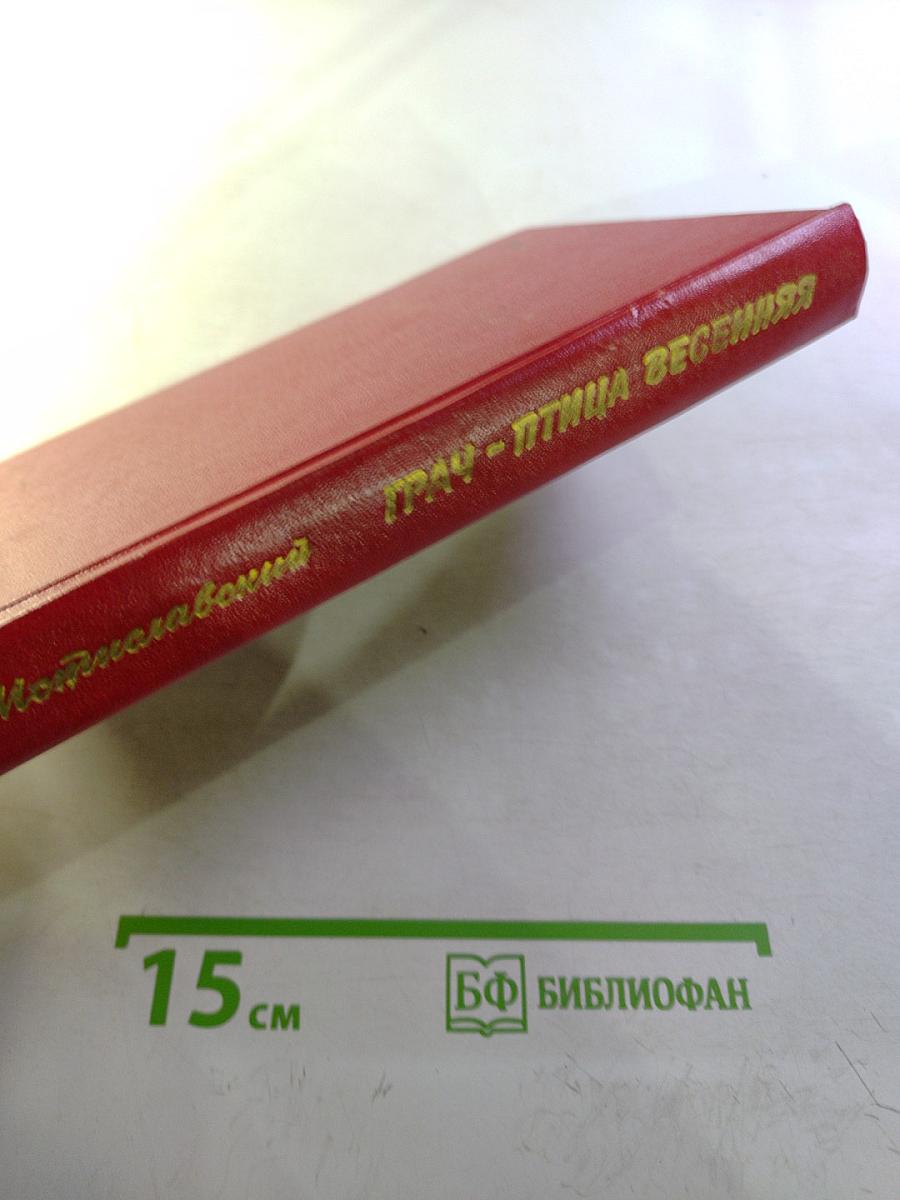 Мстиславский ГРАЧ - ПТИЦА ВЕСЕННЯЯ
15 см
БФ БИБЛИОФАН